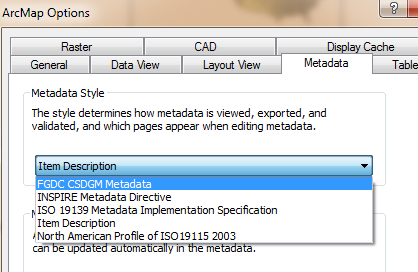 ArcMap Options
?
Raster CAD Display Cache
General Data View Layout View Metadata Table
Metadata Style
The style determines how metadata is viewed, exported, and
validated, and which pages appear when editing metadata.
Item Description
FGDC CSDGM Metadata
INSPIRE Metadata Directive
ISO 19139 Metadata Implementation Specification
Item Description
North American Profile of ISO19115 2003
can be updated automatically in the metadata.